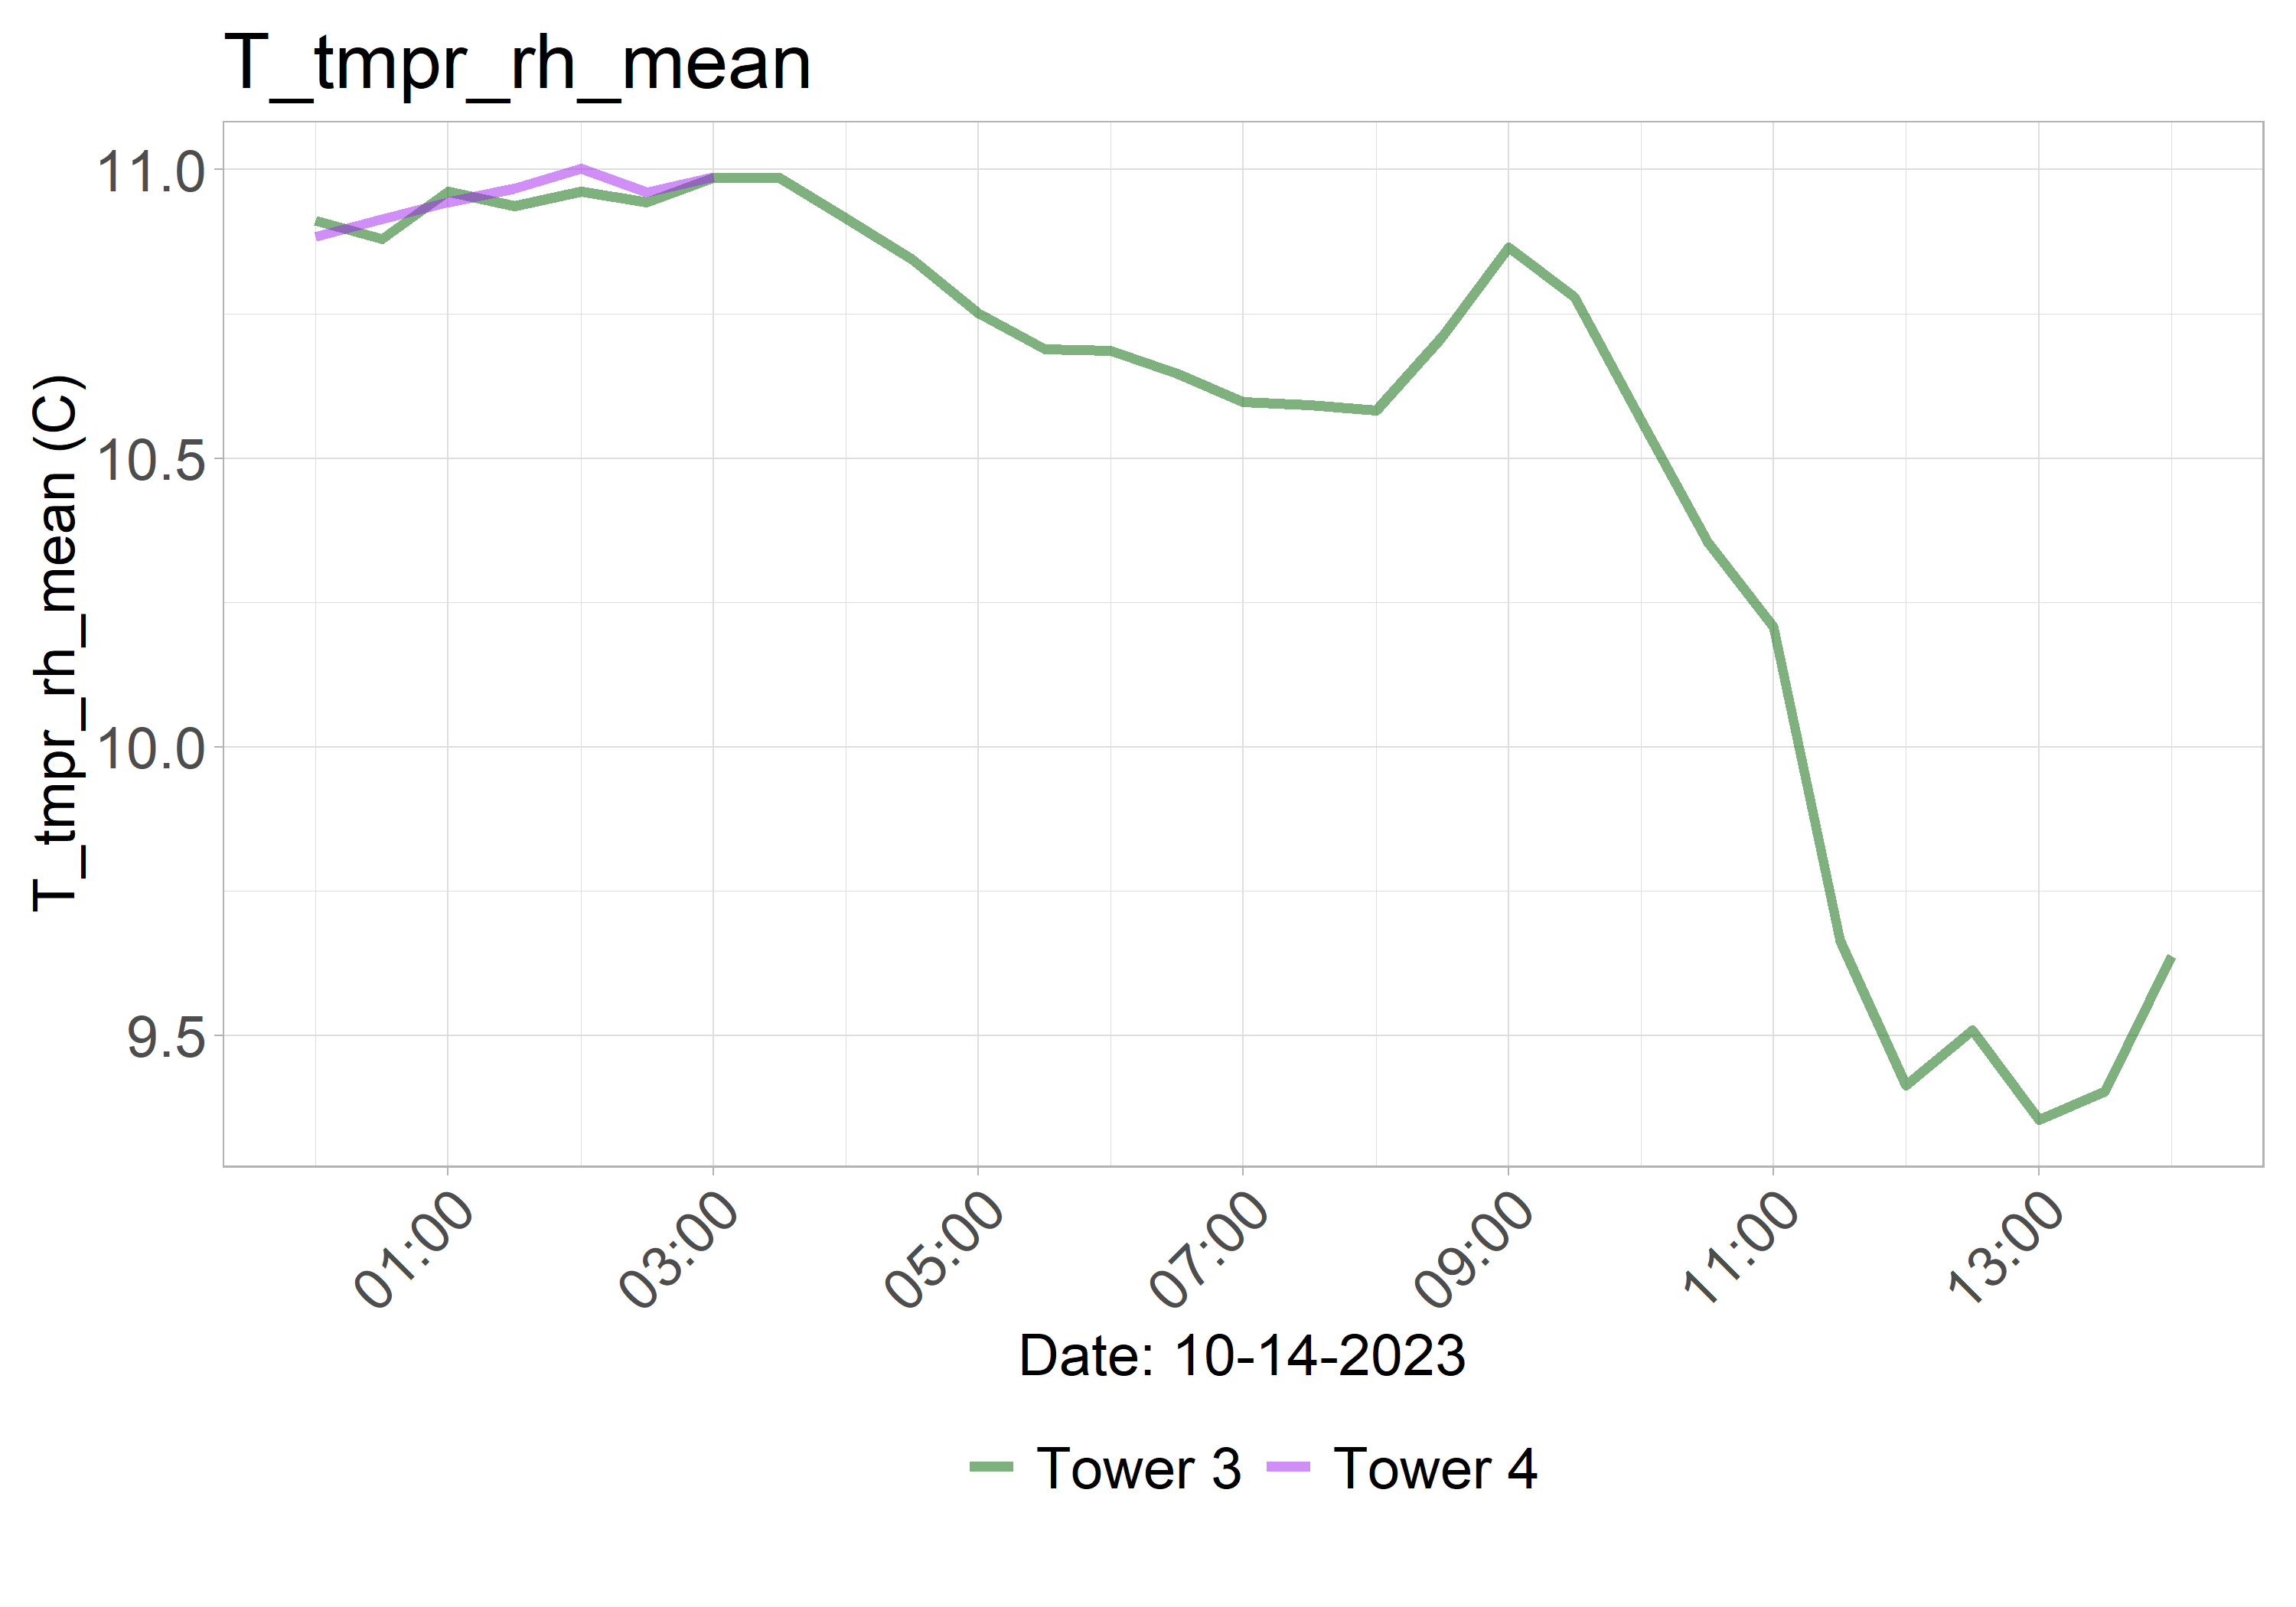 T_tmpr_rh_mean
T_tmpr_rh_mean (C)
11.0
10.5
10.0
9.5
01:00
03:00
05:00
07:00
09:00
11:00
13:00
Date: 10-14-2023
Tower 3
Tower 4